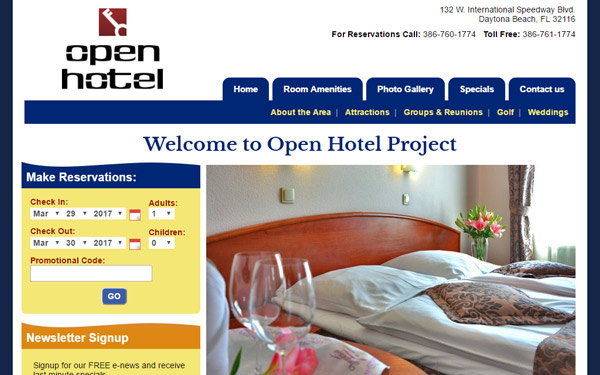 open
hotel
132 W. International Speedway Blvd.
Daytona Beach, FL 32116
For Reservations Call: 386-760-1774 Toll Free: 386-761-1774
Home Room Amenities Photo Gallery Specials Contact us
About the Area | Attractions | Groups & Reunions | Golf | Weddings
Welcome to Open Hotel Project
Make Reservations:
Check in: Adults:
Mar 29 2017 1
Check Out: Children:
Mar 30 2017 0
Promotional Code:
GO
Newsletter Signup
Signup for our FREE e-news and receive
last minute specials